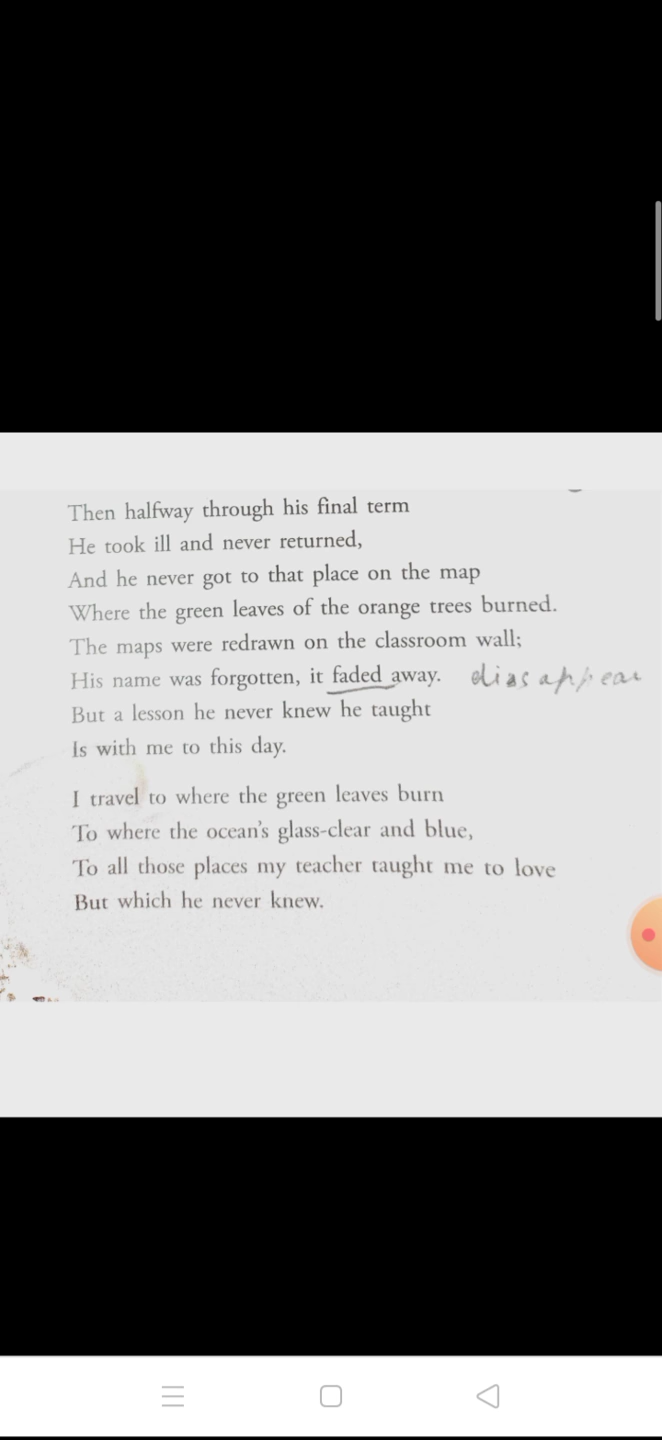 Then halfway through his final term
He took ill and never returned,
And he never got to that place on the map
Where the green leaves of the orange trees burned.
The maps were redrawn on the classroom wall;
His name was forgotten, it faded away. diasappear
But a lesson he never knew he taught
Is with me to this day.
I travel to where the green leaves burn
To where the ocean's glass-clear and blue,
To all those places my teacher taught me to love
But which he never knew.